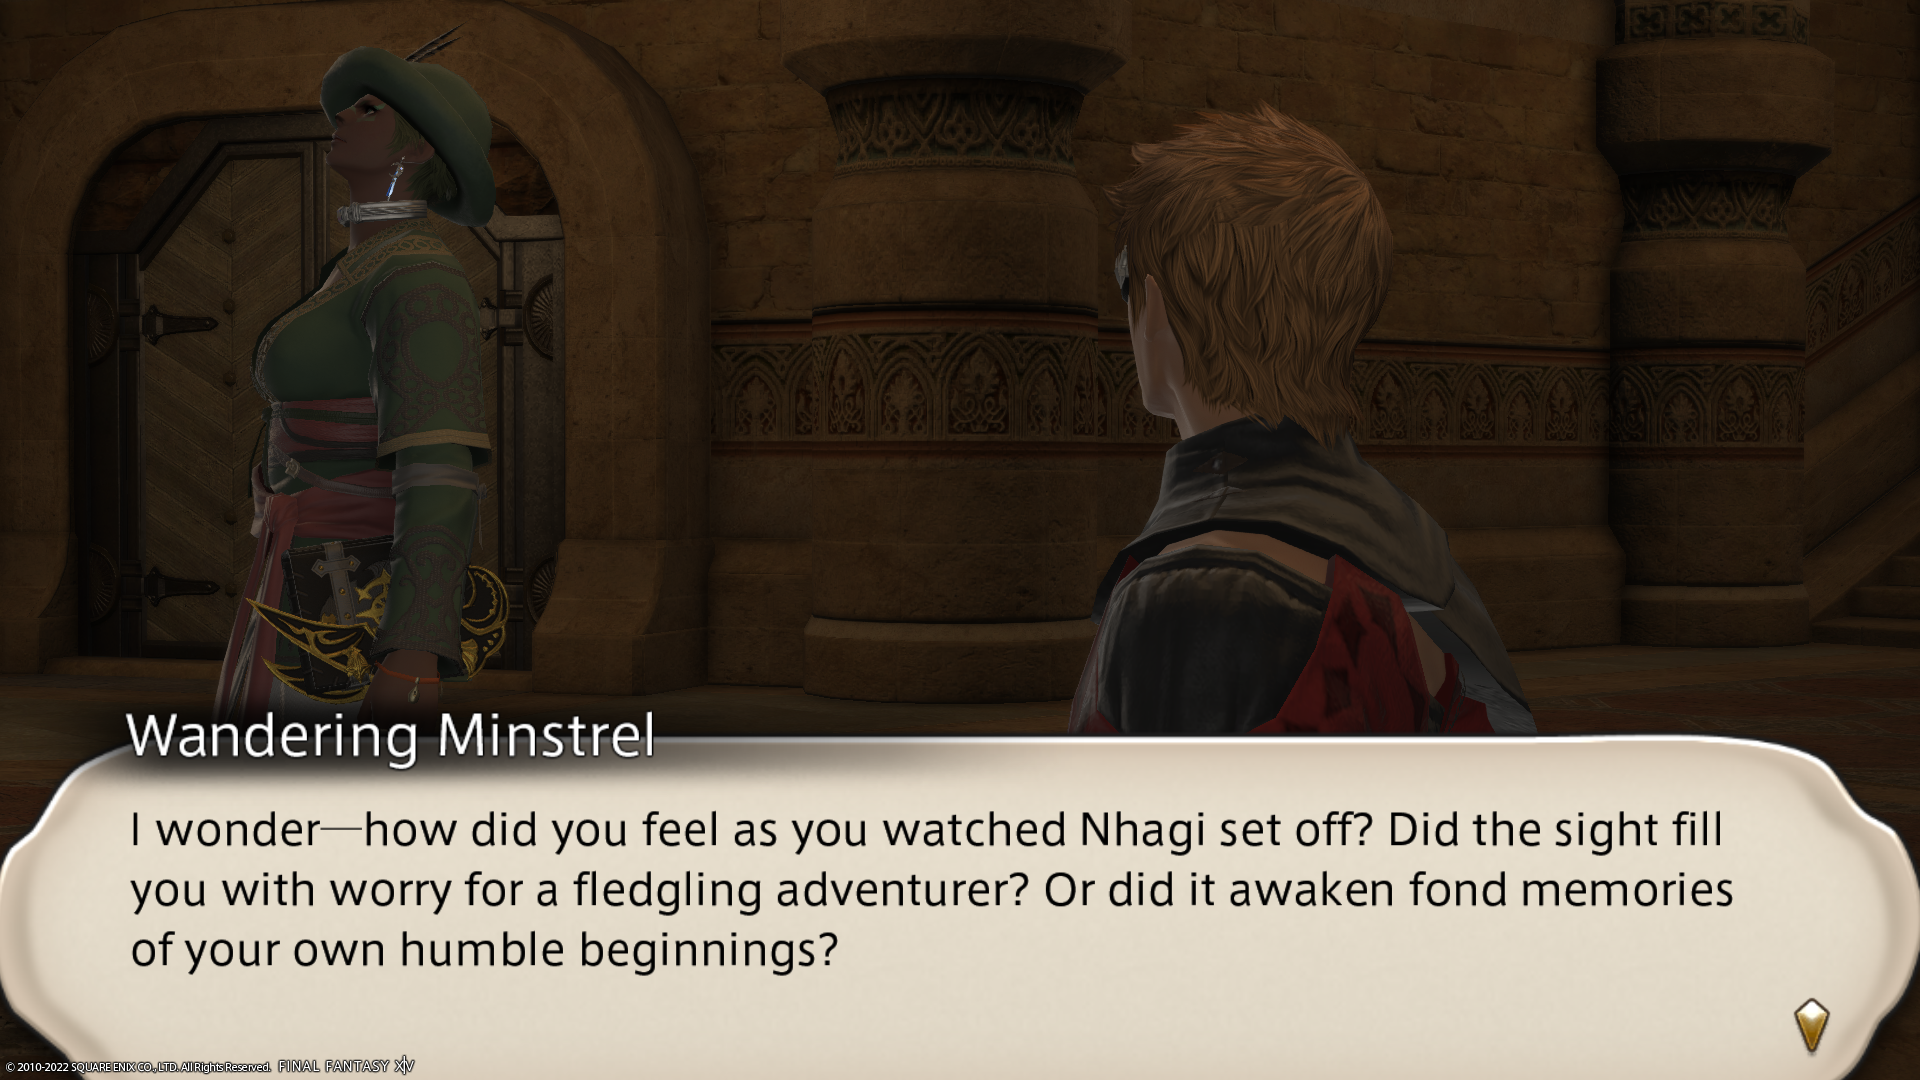 Wandering Minstrel
I wonder—how did you feel as you watched Nhagi set off? Did the sight fill
you with worry for a fledgling adventurer? Or did it awaken fond memories
of your own humble beginnings?
© 2010-2022 SQUARE ENIX CO., LTD. All Rights Reserved. FINAL FANTASY XIV